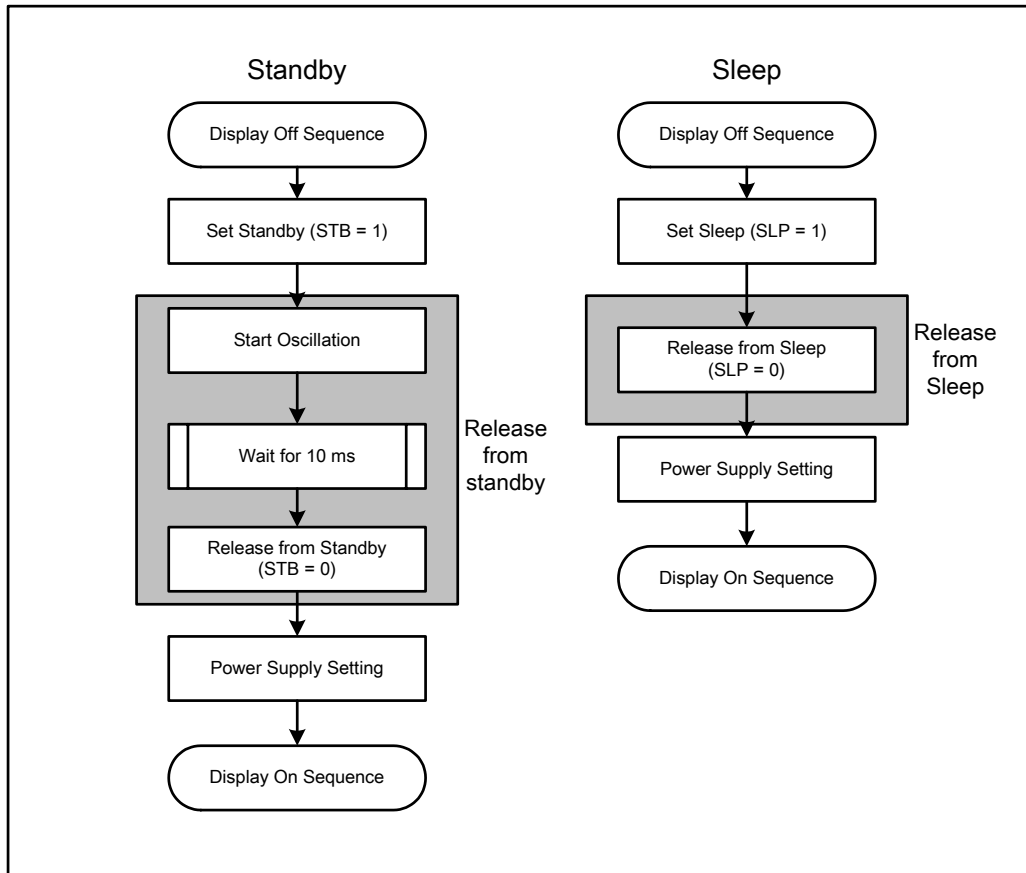 Standby
Display Off Sequence
Set Standby (STB = 1)
Start Oscillation
Wait for 10 ms
Release from Standby
(STB = 0)
Release
from
standby
Power Supply Setting
Display On Sequence
Sleep
Display Off Sequence
Set Sleep (SLP = 1)
Release from Sleep
(SLP = 0)
Release
from
Sleep
Power Supply Setting
Display On Sequence